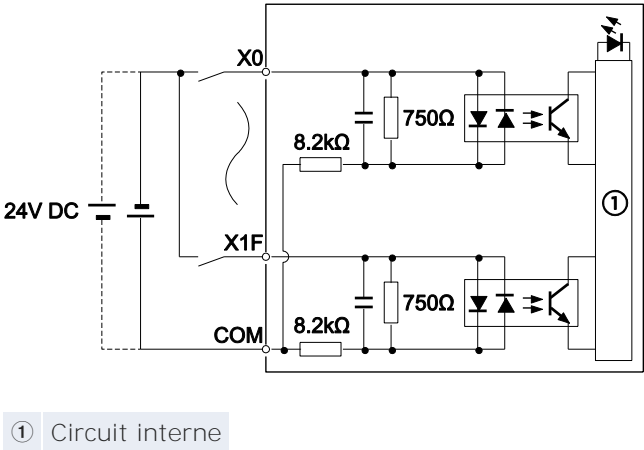 X0
750Ω
8.2kΩ
24V DC
①
X1F
750Ω
8.2kΩ
COM
① Circuit interne